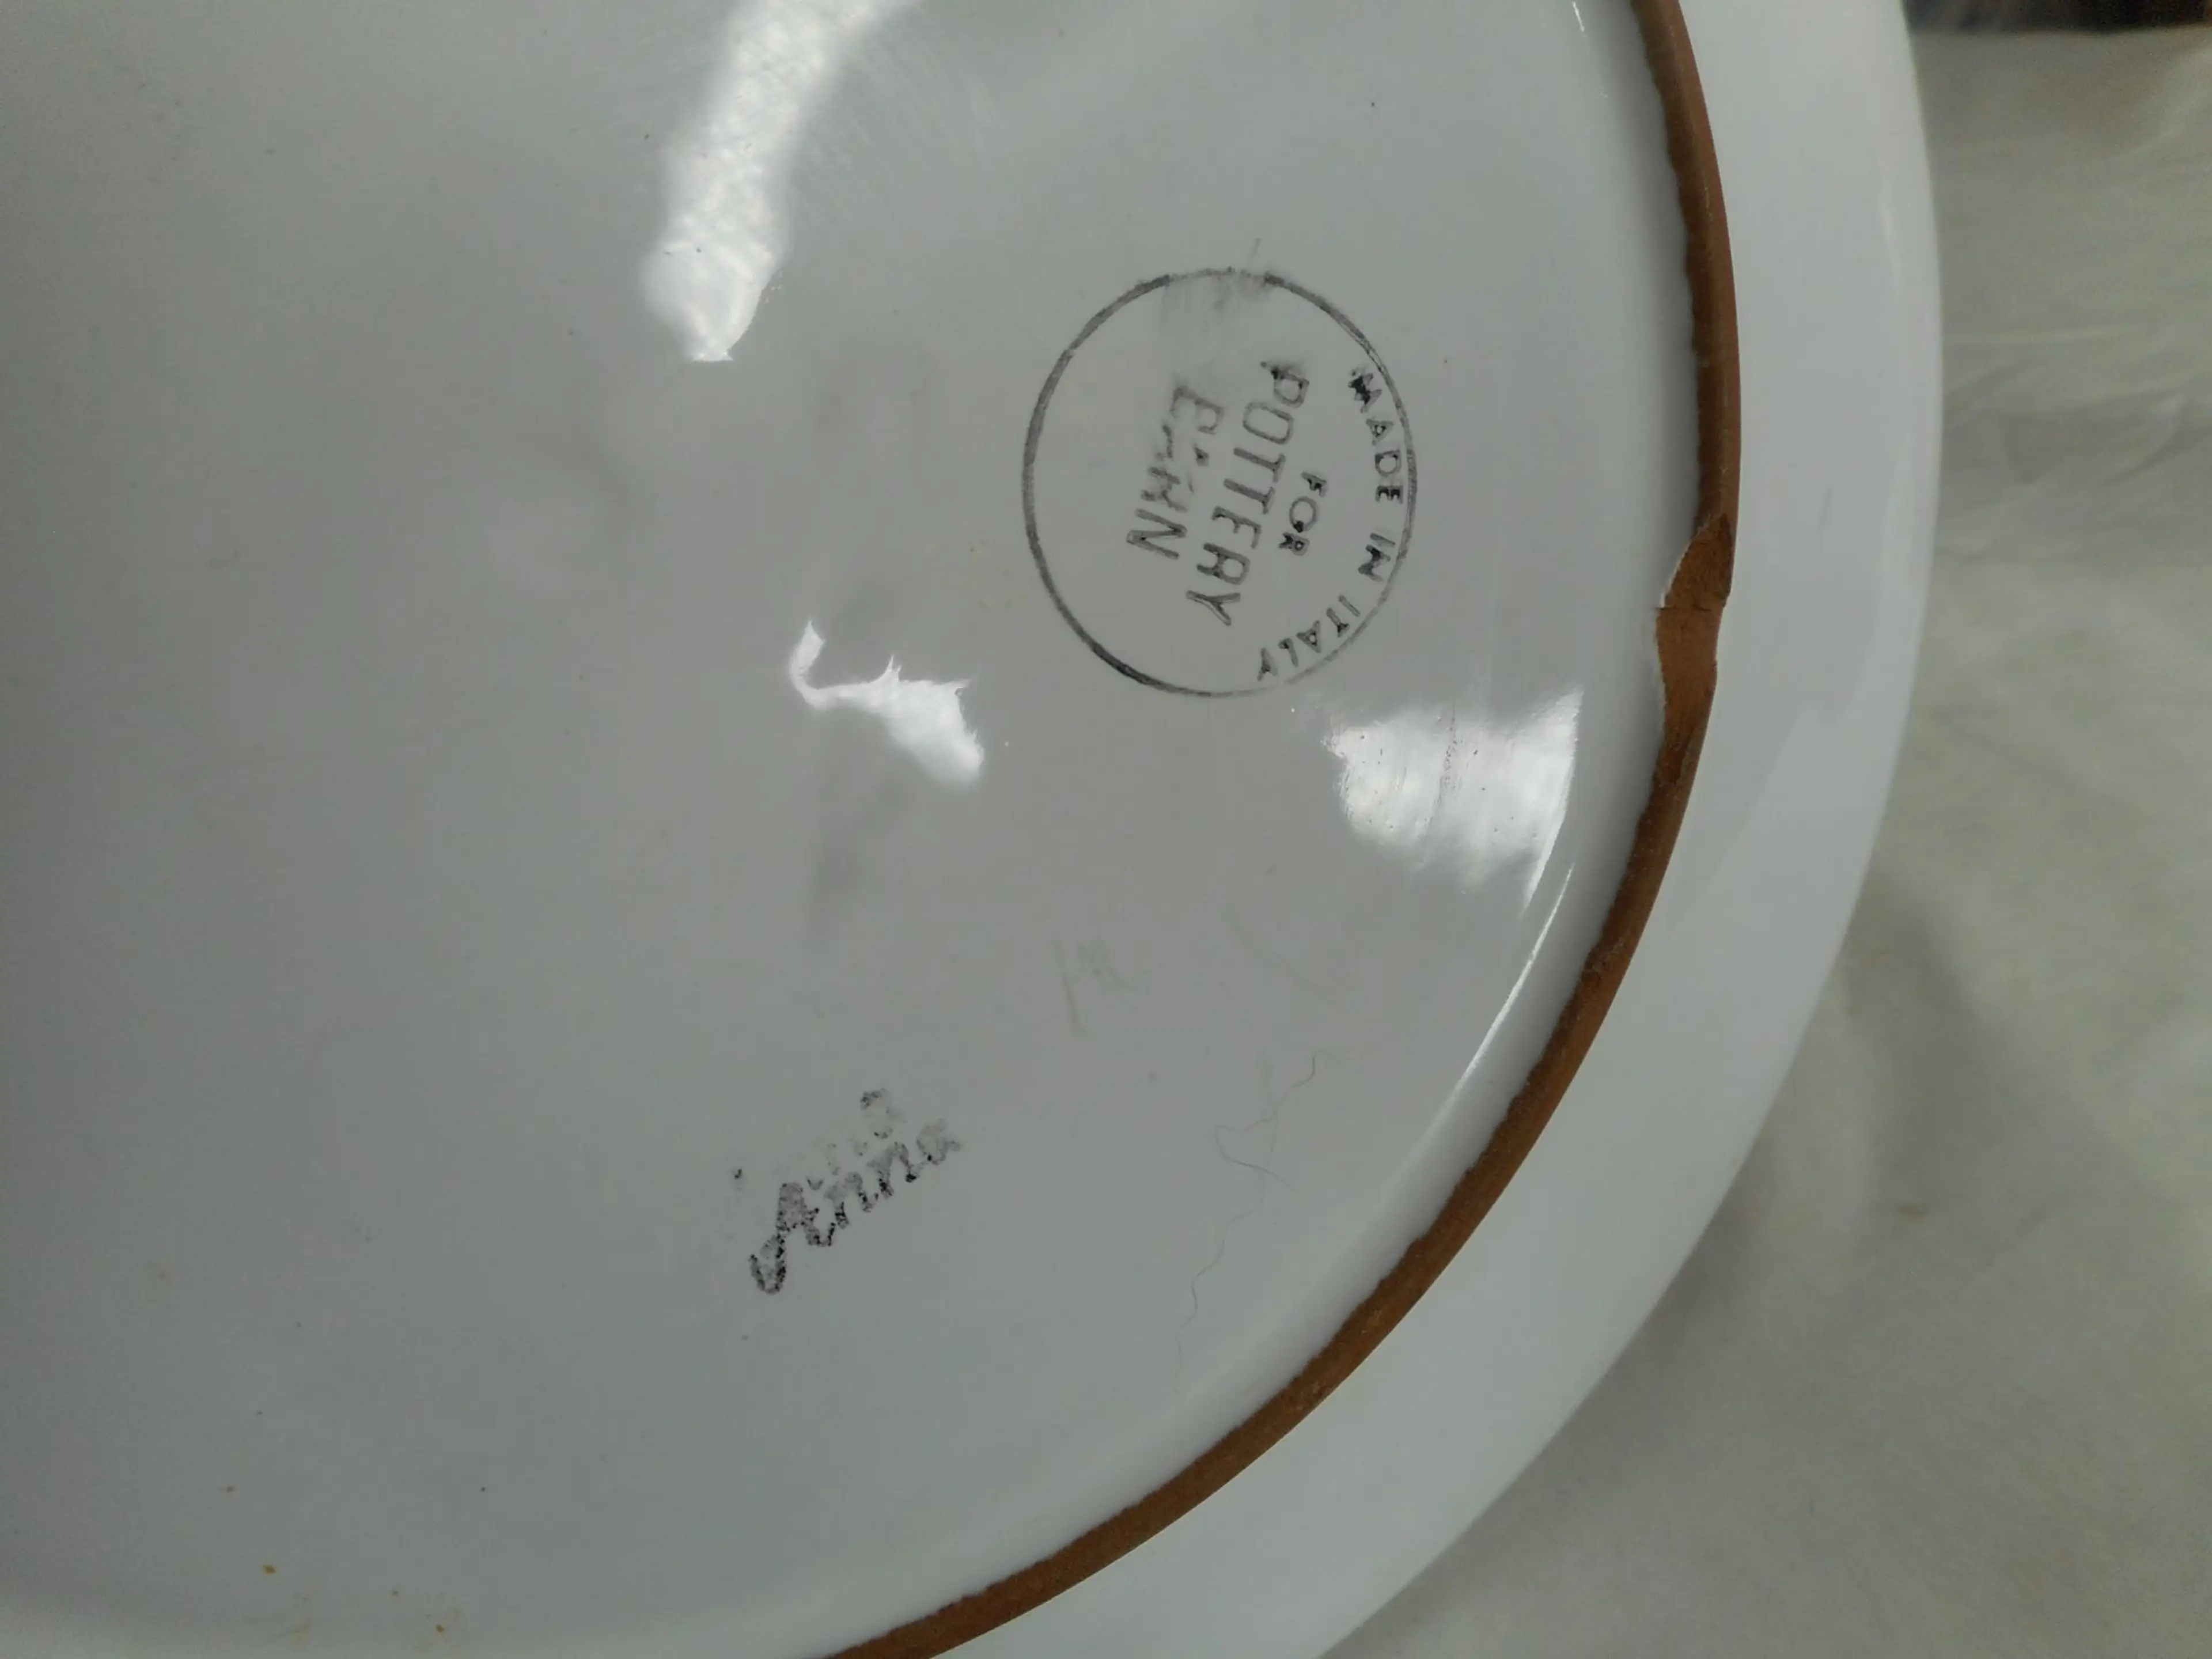 MADE IN ITALY
FOR
POTTERY
BARN
Anna